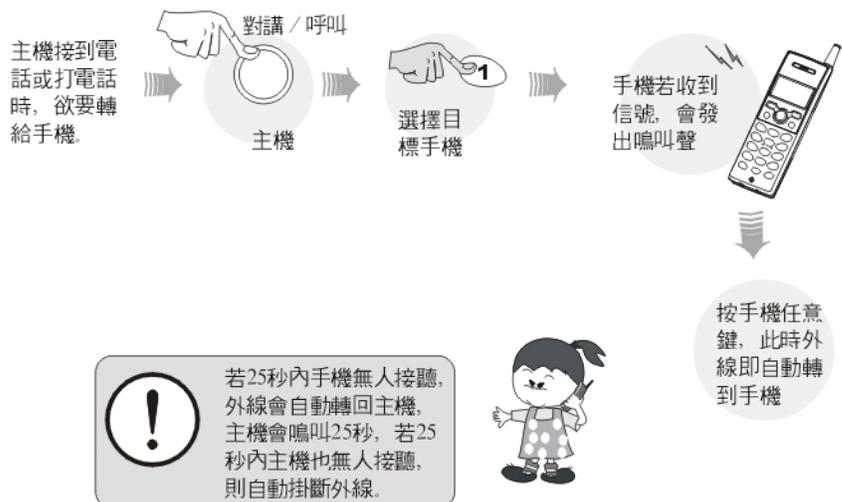 主機接到電
話或打電話
時，欲要轉
給手機.
對講／呼叫
主機
1
選擇目
標手機
手機若收到
信號，會發
出鳴叫聲
按手機任意
鍵，此時外
線即自動轉
到手機
若25秒內手機無人接聽，
外線會自動轉回主機，
主機會鳴叫25秒，若25
秒內主機也無人接聽，
則自動掛斷外線.